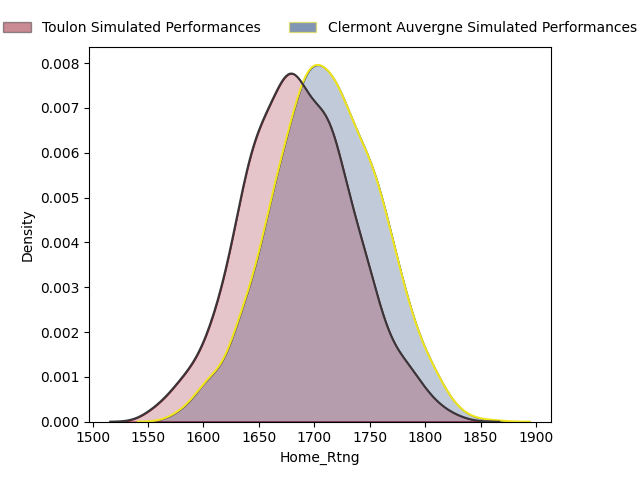 Toulon Simulated Performances Clermont Auvergne Simulated Performances
0.008
0.007
0.006
0.005
0.004
0.003
0.002
0.001
0.000
Density
1500 1550 1600 1650 1700 1750 1800 1850 1900
Home_Rtng